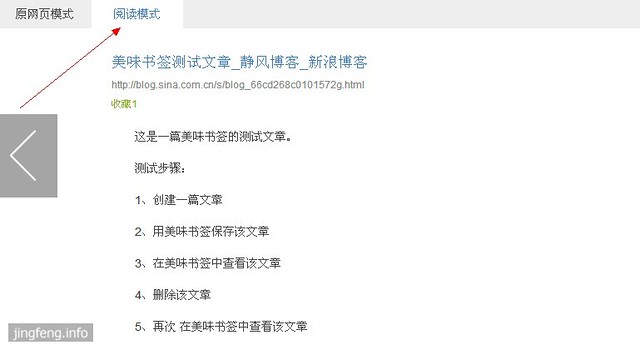 原网页模式
阅读模式
美味书签测试文章_静风博客_新浪博客
http://blog.sina.com.cn/s/blog_66cd268c0101572g.html
收藏1
这是一篇美味书签的测试文章。
测试步骤：
1、创建一篇文章
2、用美味书签保存该文章
3、在美味书签中查看该文章
4、删除该文章
5、再次 在美味书签中查看该文章
jingfeng.info